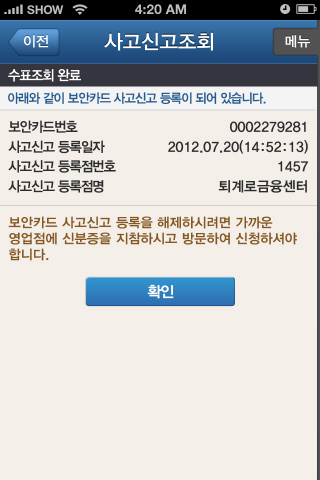 SHOW 4:20 AM
이전 사고신고조회 메뉴
수표조회 완료
아래와 같이 보안카드 사고신고 등록이 되어 있습니다.
보안카드번호 0002279281
사고신고 등록일자 2012.07.20(14:52:13)
사고신고 등록점번호 1457
사고신고 등록점명 퇴계로금융센터
보안카드 사고신고 등록을 해제하시려면 가까운
영업점에 신분증을 지참하시고 방문하여 신청하셔야
합니다.
확인